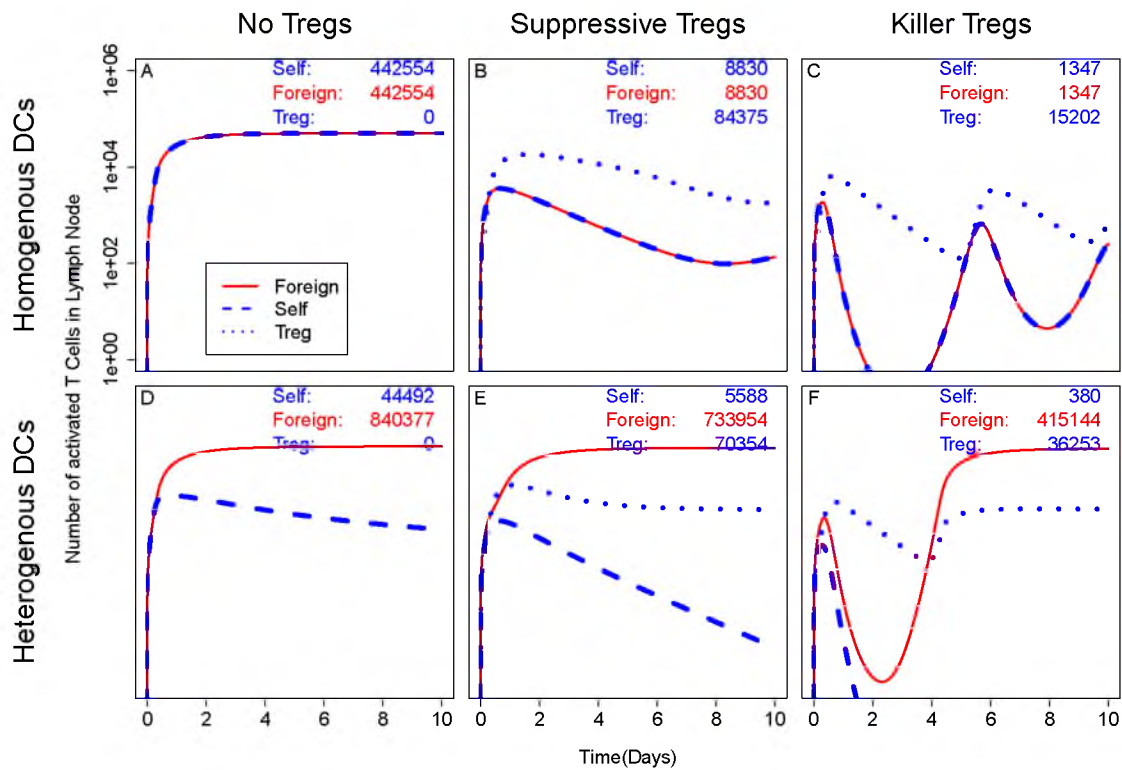 No Tregs Suppressive Tregs Killer Tregs
Homogenous DCs
Heterogenous DCs
Number of activated T Cells in Lymph Node
1e+06
1e+04
1e+02
1e+00
A
Self: 442554
Foreign: 442554
Treg: 0
Foreign
Self
Treg
B
Self: 8830
Foreign: 8830
Treg: 84375
C
Self: 1347
Foreign: 1347
Treg: 15202
D
Self: 44492
Foreign: 840377
Treg: 0
E
Self: 5588
Foreign: 733954
Treg: 70354
F
Self: 380
Foreign: 415144
Treg: 36253
0 2 4 6 8 10
0 2 4 6 8 10
0 2 4 6 8 10
Time(Days)